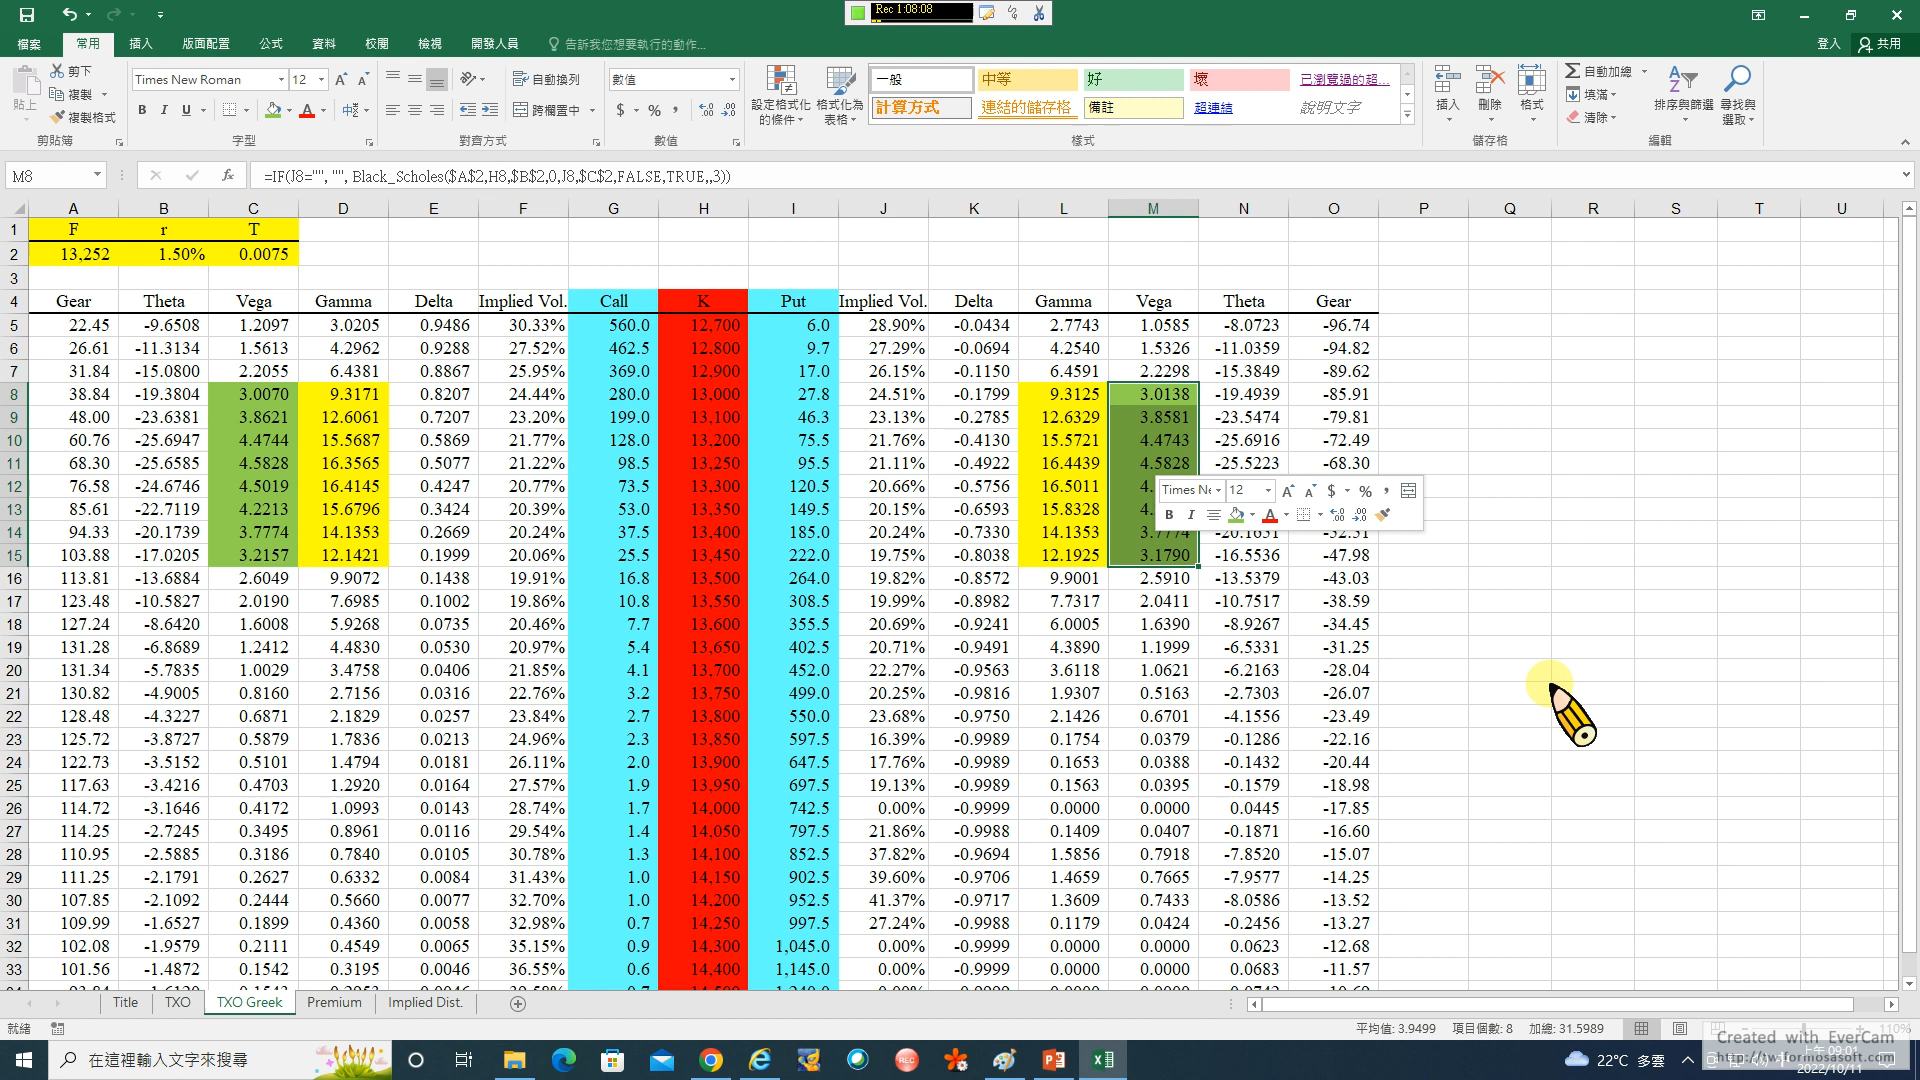 Rec 1:08:08
檔案 常用 插入 版面配置 公式 資料 校閱 檢視 開發人員 告訴我您想要執行的動作... 登入 共用
貼上 剪下 複製 複製格式 剪貼簿
Times New Roman 12 B I U 字型
自動換列 跨欄置中 對齊方式
數值 $ % , 數值
設定格式化的條件 格式化為表格
一般 中等 好 壞 已瀏覽過的超...
計算方式 連結的儲存格 備註 超連結 說明文字
樣式
插入 刪除 格式 儲存格
自動加總 填滿 清除 排序與篩選 尋找與選取 編輯
M8 fx =IF(J8="", "", Black_Scholes($A$2,H8,$B$2,0,J8,$C$2,FALSE,TRUE,,3))
A B C D E F G H I J K L M N O P Q R S T U
1 F r T
2 13,252 1.50% 0.0075
3
4 Gear Theta Vega Gamma Delta Implied Vol. Call K Put Implied Vol. Delta Gamma Vega Theta Gear
5 22.45 -9.6508 1.2097 3.0205 0.9486 30.33% 560.0 12,700 6.0 28.90% -0.0434 2.7743 1.0585 -8.0723 -96.74
6 26.61 -11.3134 1.5613 4.2962 0.9288 27.52% 462.5 12,800 9.7 27.29% -0.0694 4.2540 1.5326 -11.0359 -94.82
7 31.84 -15.0800 2.2055 6.4381 0.8867 25.95% 369.0 12,900 17.0 26.15% -0.1150 6.4591 2.2298 -15.3849 -89.62
8 38.84 -19.3804 3.0070 9.3171 0.8207 24.44% 280.0 13,000 27.8 24.51% -0.1799 9.3125 3.0138 -19.4939 -85.91
9 48.00 -23.6381 3.8621 12.6061 0.7207 23.20% 199.0 13,100 46.3 23.13% -0.2785 12.6329 3.8581 -23.5474 -79.81
10 60.76 -25.6947 4.4744 15.5687 0.5869 21.77% 128.0 13,200 75.5 21.76% -0.4130 15.5721 4.4743 -25.6916 -72.49
11 68.30 -25.6585 4.5828 16.3565 0.5077 21.22% 98.5 13,250 95.5 21.11% -0.4922 16.4439 4.5828 -25.5223 -68.30
12 76.58 -24.6746 4.5019 16.4145 0.4247 20.77% 73.5 13,300 120.5 20.66% -0.5756 16.5011 4. Times Ne 12 $ % ,
13 85.61 -22.7119 4.2213 15.6796 0.3424 20.39% 53.0 13,350 149.5 20.15% -0.6593 15.8328 4. B I
14 94.33 -20.1739 3.7774 14.1353 0.2669 20.24% 37.5 13,400 185.0 20.24% -0.7330 14.1353 3.7774
15 103.88 -17.0205 3.2157 12.1421 0.1999 20.06% 25.5 13,450 222.0 19.75% -0.8038 12.1925 3.1790 -16.5536 -47.98
16 113.81 -13.6884 2.6049 9.9072 0.1438 19.91% 16.8 13,500 264.0 19.82% -0.8572 9.9001 2.5910 -13.5379 -43.03
17 123.48 -10.5827 2.0190 7.6985 0.1002 19.86% 10.8 13,550 308.5 19.99% -0.8982 7.7317 2.0411 -10.7517 -38.59
18 127.24 -8.6420 1.6008 5.9268 0.0735 20.46% 7.7 13,600 355.5 20.69% -0.9241 6.0005 1.6390 -8.9267 -34.45
19 131.28 -6.8689 1.2412 4.4830 0.0530 20.97% 5.4 13,650 402.5 20.71% -0.9491 4.3890 1.1999 -6.5331 -31.25
20 131.34 -5.7835 1.0029 3.4758 0.0406 21.85% 4.1 13,700 452.0 22.27% -0.9563 3.6118 1.0621 -6.2163 -28.04
21 130.82 -4.9005 0.8160 2.7156 0.0316 22.76% 3.2 13,750 499.0 20.25% -0.9816 1.9307 0.5163 -2.7303 -26.07
22 128.48 -4.3227 0.6871 2.1829 0.0257 23.84% 2.7 13,800 550.0 23.68% -0.9750 2.1426 0.6701 -4.1556 -23.49
23 125.72 -3.8727 0.5879 1.7836 0.0213 24.96% 2.3 13,850 597.5 16.39% -0.9989 0.1754 0.0379 -0.1286 -22.16
24 122.73 -3.5152 0.5101 1.4794 0.0181 26.11% 2.0 13,900 647.5 17.76% -0.9989 0.1653 0.0388 -0.1432 -20.44
25 117.63 -3.4216 0.4703 1.2920 0.0164 27.57% 1.9 13,950 697.5 19.13% -0.9989 0.1563 0.0395 -0.1579 -18.98
26 114.72 -3.1646 0.4172 1.0993 0.0143 28.74% 1.7 14,000 742.5 0.00% -0.9999 0.0000 0.0000 0.0445 -17.85
27 114.25 -2.7245 0.3495 0.8961 0.0116 29.54% 1.4 14,050 797.5 21.86% -0.9988 0.1409 0.0407 -0.1871 -16.60
28 110.95 -2.5885 0.3186 0.7840 0.0105 30.78% 1.3 14,100 852.5 37.82% -0.9694 1.5856 0.7918 -7.8520 -15.07
29 111.25 -2.1791 0.2627 0.6332 0.0084 31.43% 1.0 14,150 902.5 39.60% -0.9706 1.4659 0.7665 -7.9577 -14.25
30 107.85 -2.1092 0.2444 0.5660 0.0077 32.70% 1.0 14,200 952.5 41.37% -0.9717 1.3609 0.7433 -8.0586 -13.52
31 109.99 -1.6527 0.1899 0.4360 0.0058 32.98% 0.7 14,250 997.5 27.24% -0.9988 0.1179 0.0424 -0.2456 -13.27
32 102.08 -1.9579 0.2111 0.4549 0.0065 35.15% 0.9 14,300 1,045.0 0.00% -0.9999 0.0000 0.0000 0.0623 -12.68
33 101.56 -1.4872 0.1542 0.3195 0.0046 36.55% 0.6 14,400 1,145.0 0.00% -0.9999 0.0000 0.0000 0.0683 -11.57
Title TXO TXO Greek Premium Implied Dist.
就緒 平均值: 3.9499 項目個數: 8 加總: 31.5989 110%
在這裡輸入文字來搜尋 22°C 多雲 上午 09:01 2022/10/11
Created with EverCam
http://tw.formosasoft.com